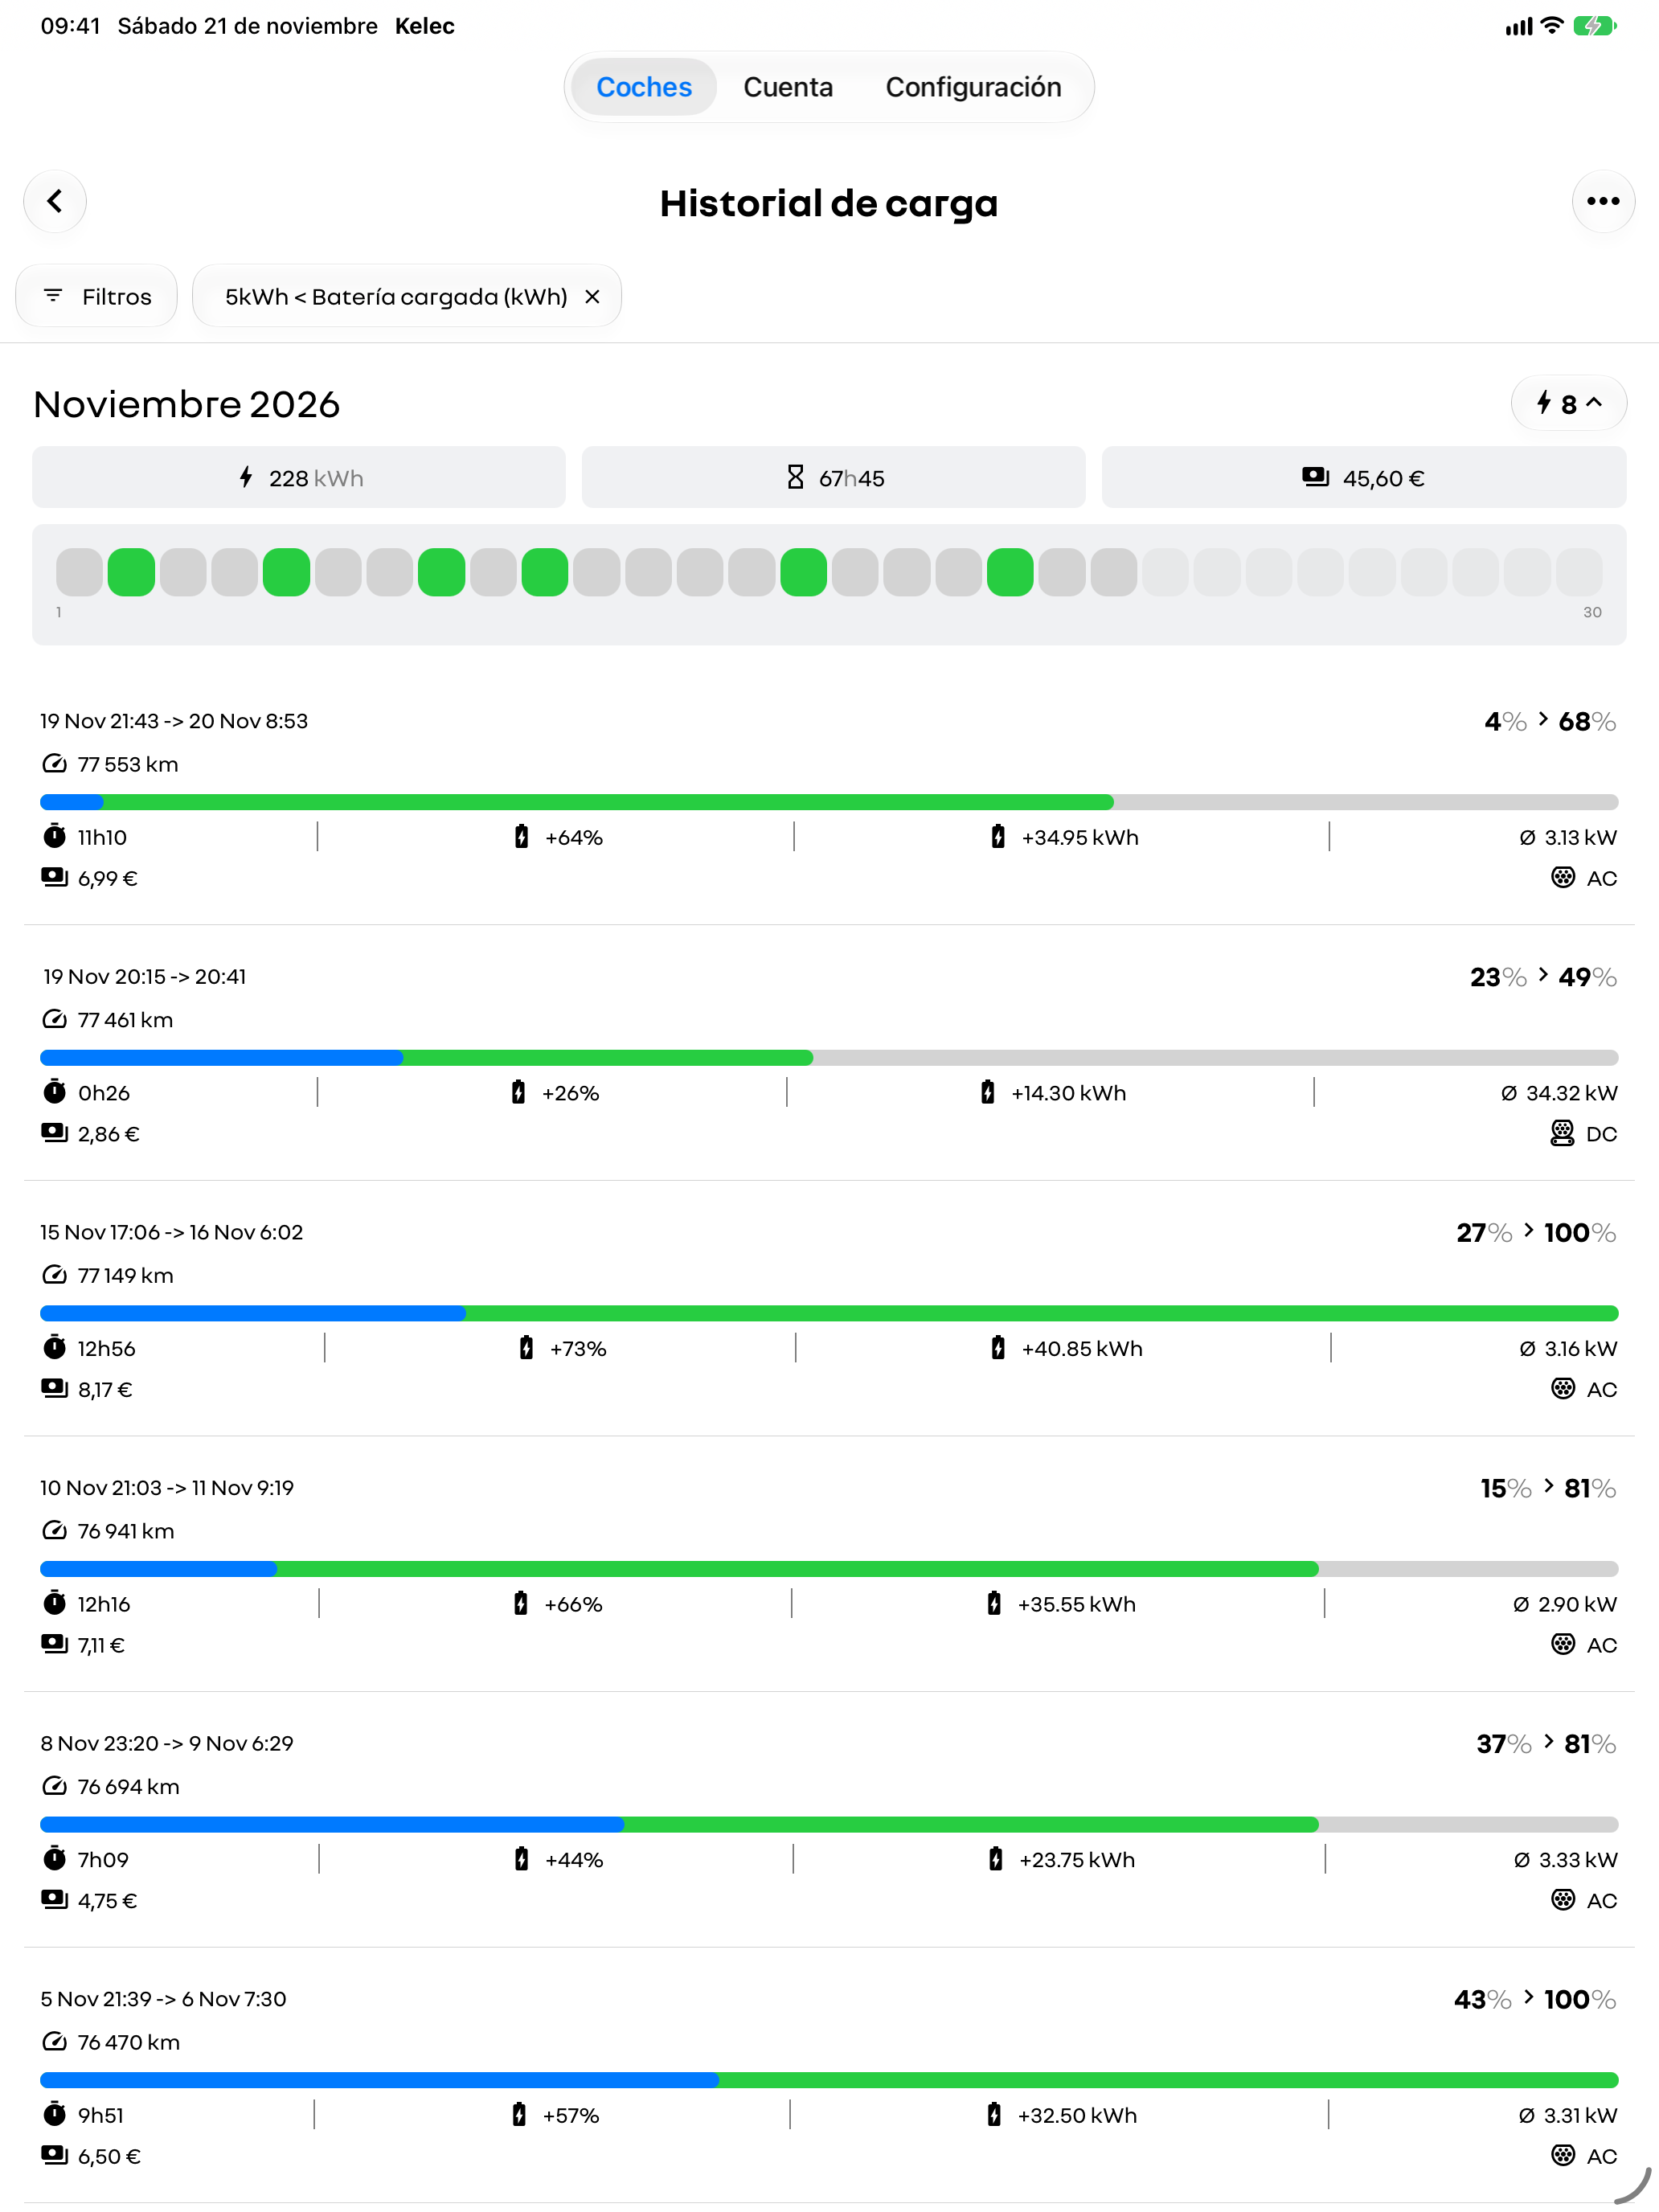 09:41 Sábado 21 de noviembre Kelec
Coches Cuenta Configuración
Historial de carga
Filtros 5kWh < Batería cargada (kWh)
Noviembre 2026 8
228 kWh 67h45 45,60 €
1 30
19 Nov 21:43 -> 20 Nov 8:53 4% > 68%
77 553 km
11h10 +64% +34.95 kWh Ø 3.13 kW
6,99 € AC
19 Nov 20:15 -> 20:41 23% > 49%
77 461 km
0h26 +26% +14.30 kWh Ø 34.32 kW
2,86 € DC
15 Nov 17:06 -> 16 Nov 6:02 27% > 100%
77 149 km
12h56 +73% +40.85 kWh Ø 3.16 kW
8,17 € AC
10 Nov 21:03 -> 11 Nov 9:19 15% > 81%
76 941 km
12h16 +66% +35.55 kWh Ø 2.90 kW
7,11 € AC
8 Nov 23:20 -> 9 Nov 6:29 37% > 81%
76 694 km
7h09 +44% +23.75 kWh Ø 3.33 kW
4,75 € AC
5 Nov 21:39 -> 6 Nov 7:30 43% > 100%
76 470 km
9h51 +57% +32.50 kWh Ø 3.31 kW
6,50 € AC